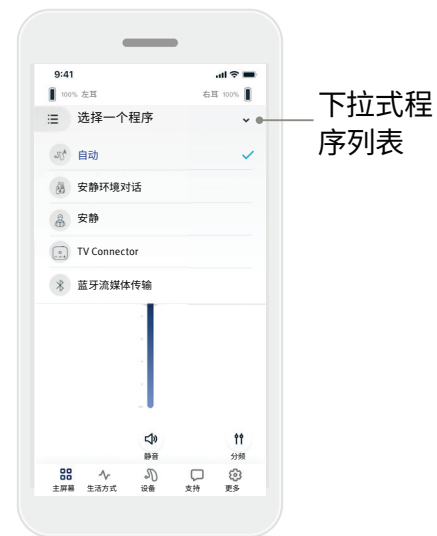 9:41
100% 左耳
右耳 100%
选择一个程序
自动
安静环境对话
安静
TV Connector
蓝牙流媒体传输
静音
分频
主屏幕
生活方式
设备
支持
更多
下拉式程
序列表